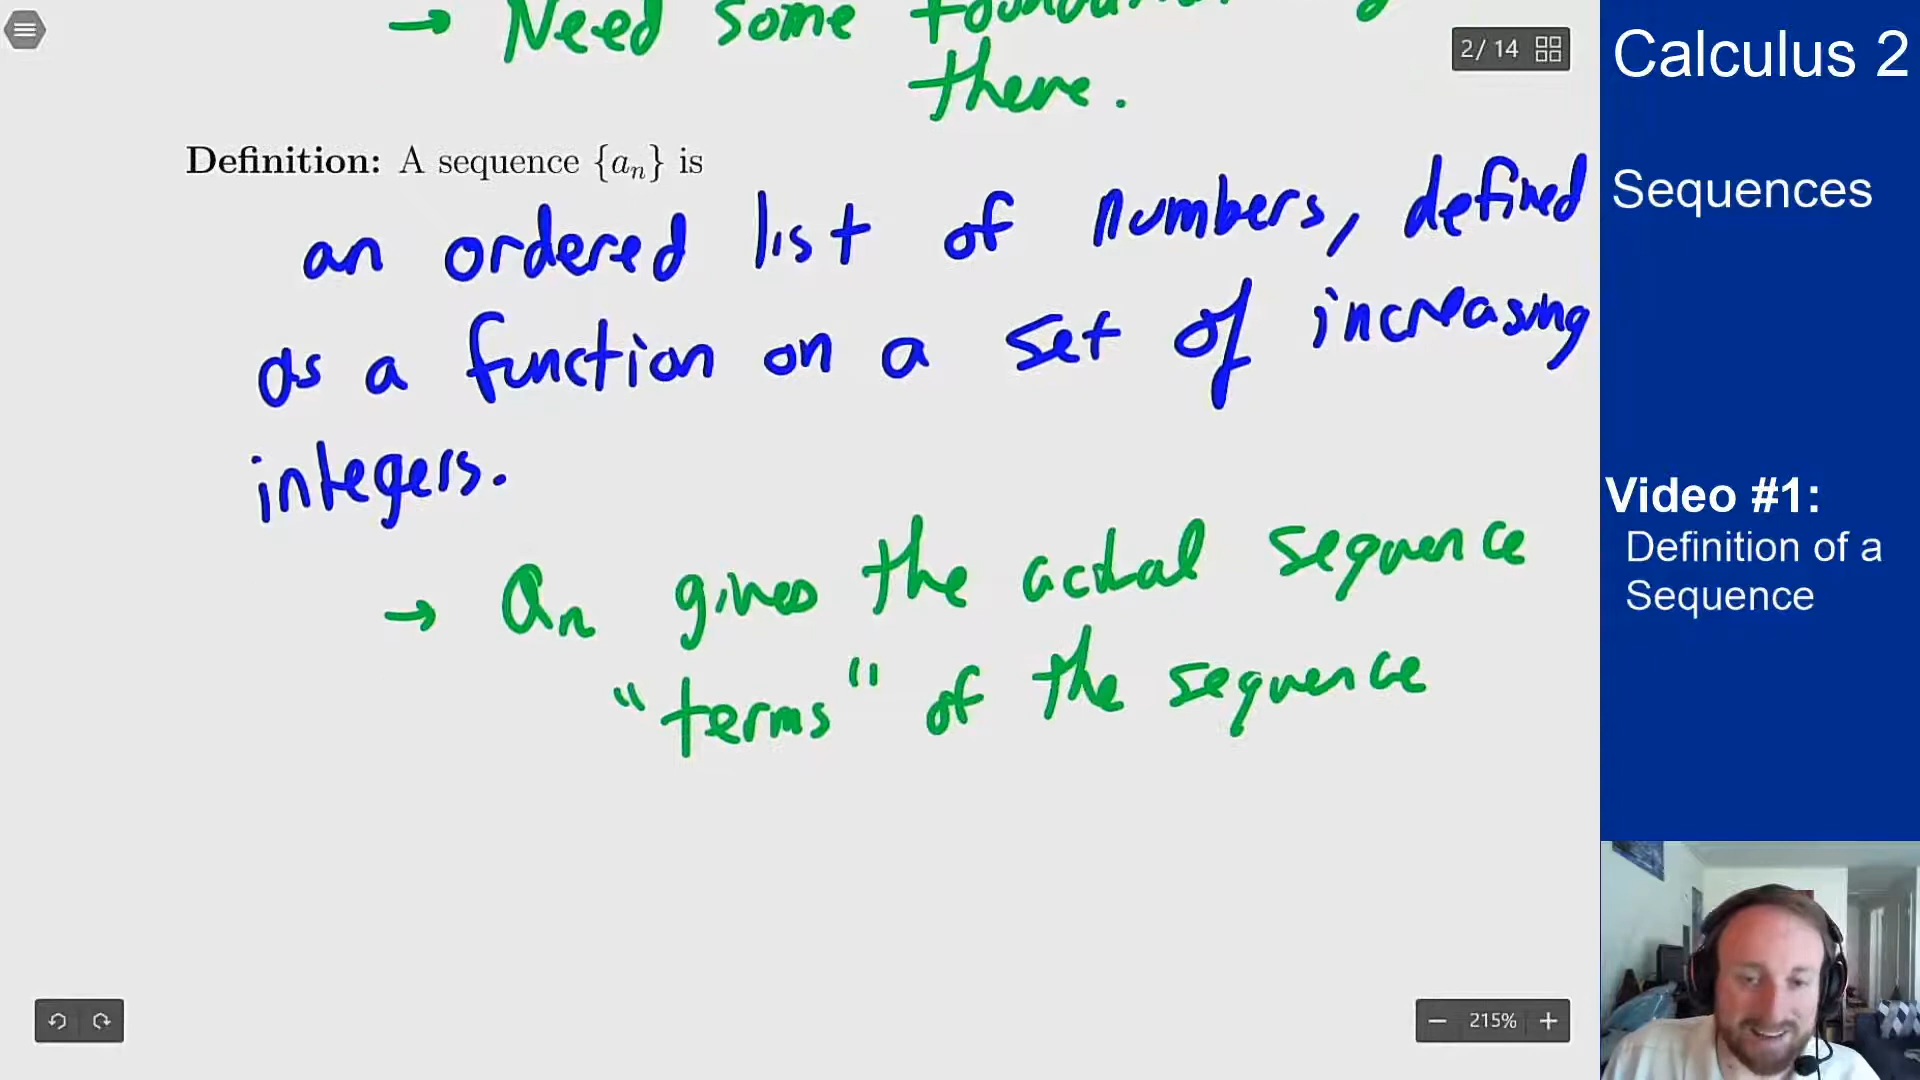 → Need some
there.
2/ 14
Definition: A sequence {aₙ} is
an ordered list of numbers, defined
as a function on a set of increasing
integers.
→ aₙ gives the actual sequence
"terms" of the sequence
215%
Calculus 2
Sequences
Video #1:
Definition of a
Sequence